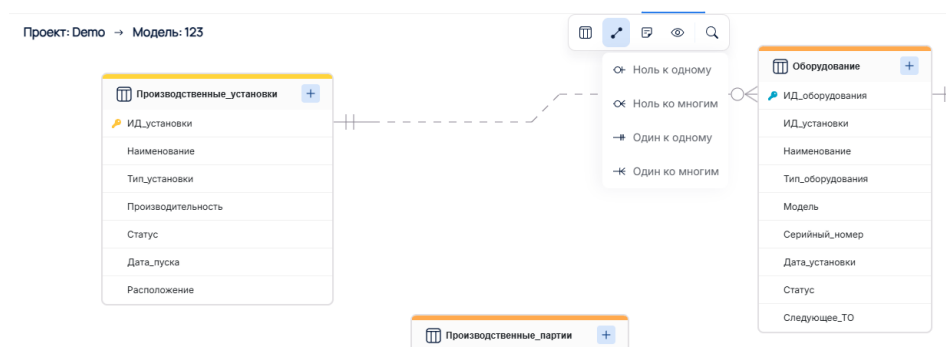 Проект: Demo → Модель: 123
Ноль к одному
Ноль ко многим
Один к одному
Один ко многим
Производственные_установки
ИД_установки
Наименование
Тип_установки
Производительность
Статус
Дата_пуска
Расположение
Оборудование
ИД_оборудования
ИД_установки
Наименование
Тип_оборудования
Модель
Серийный_номер
Дата_установки
Статус
Следующее_ТО
Производственные_партии